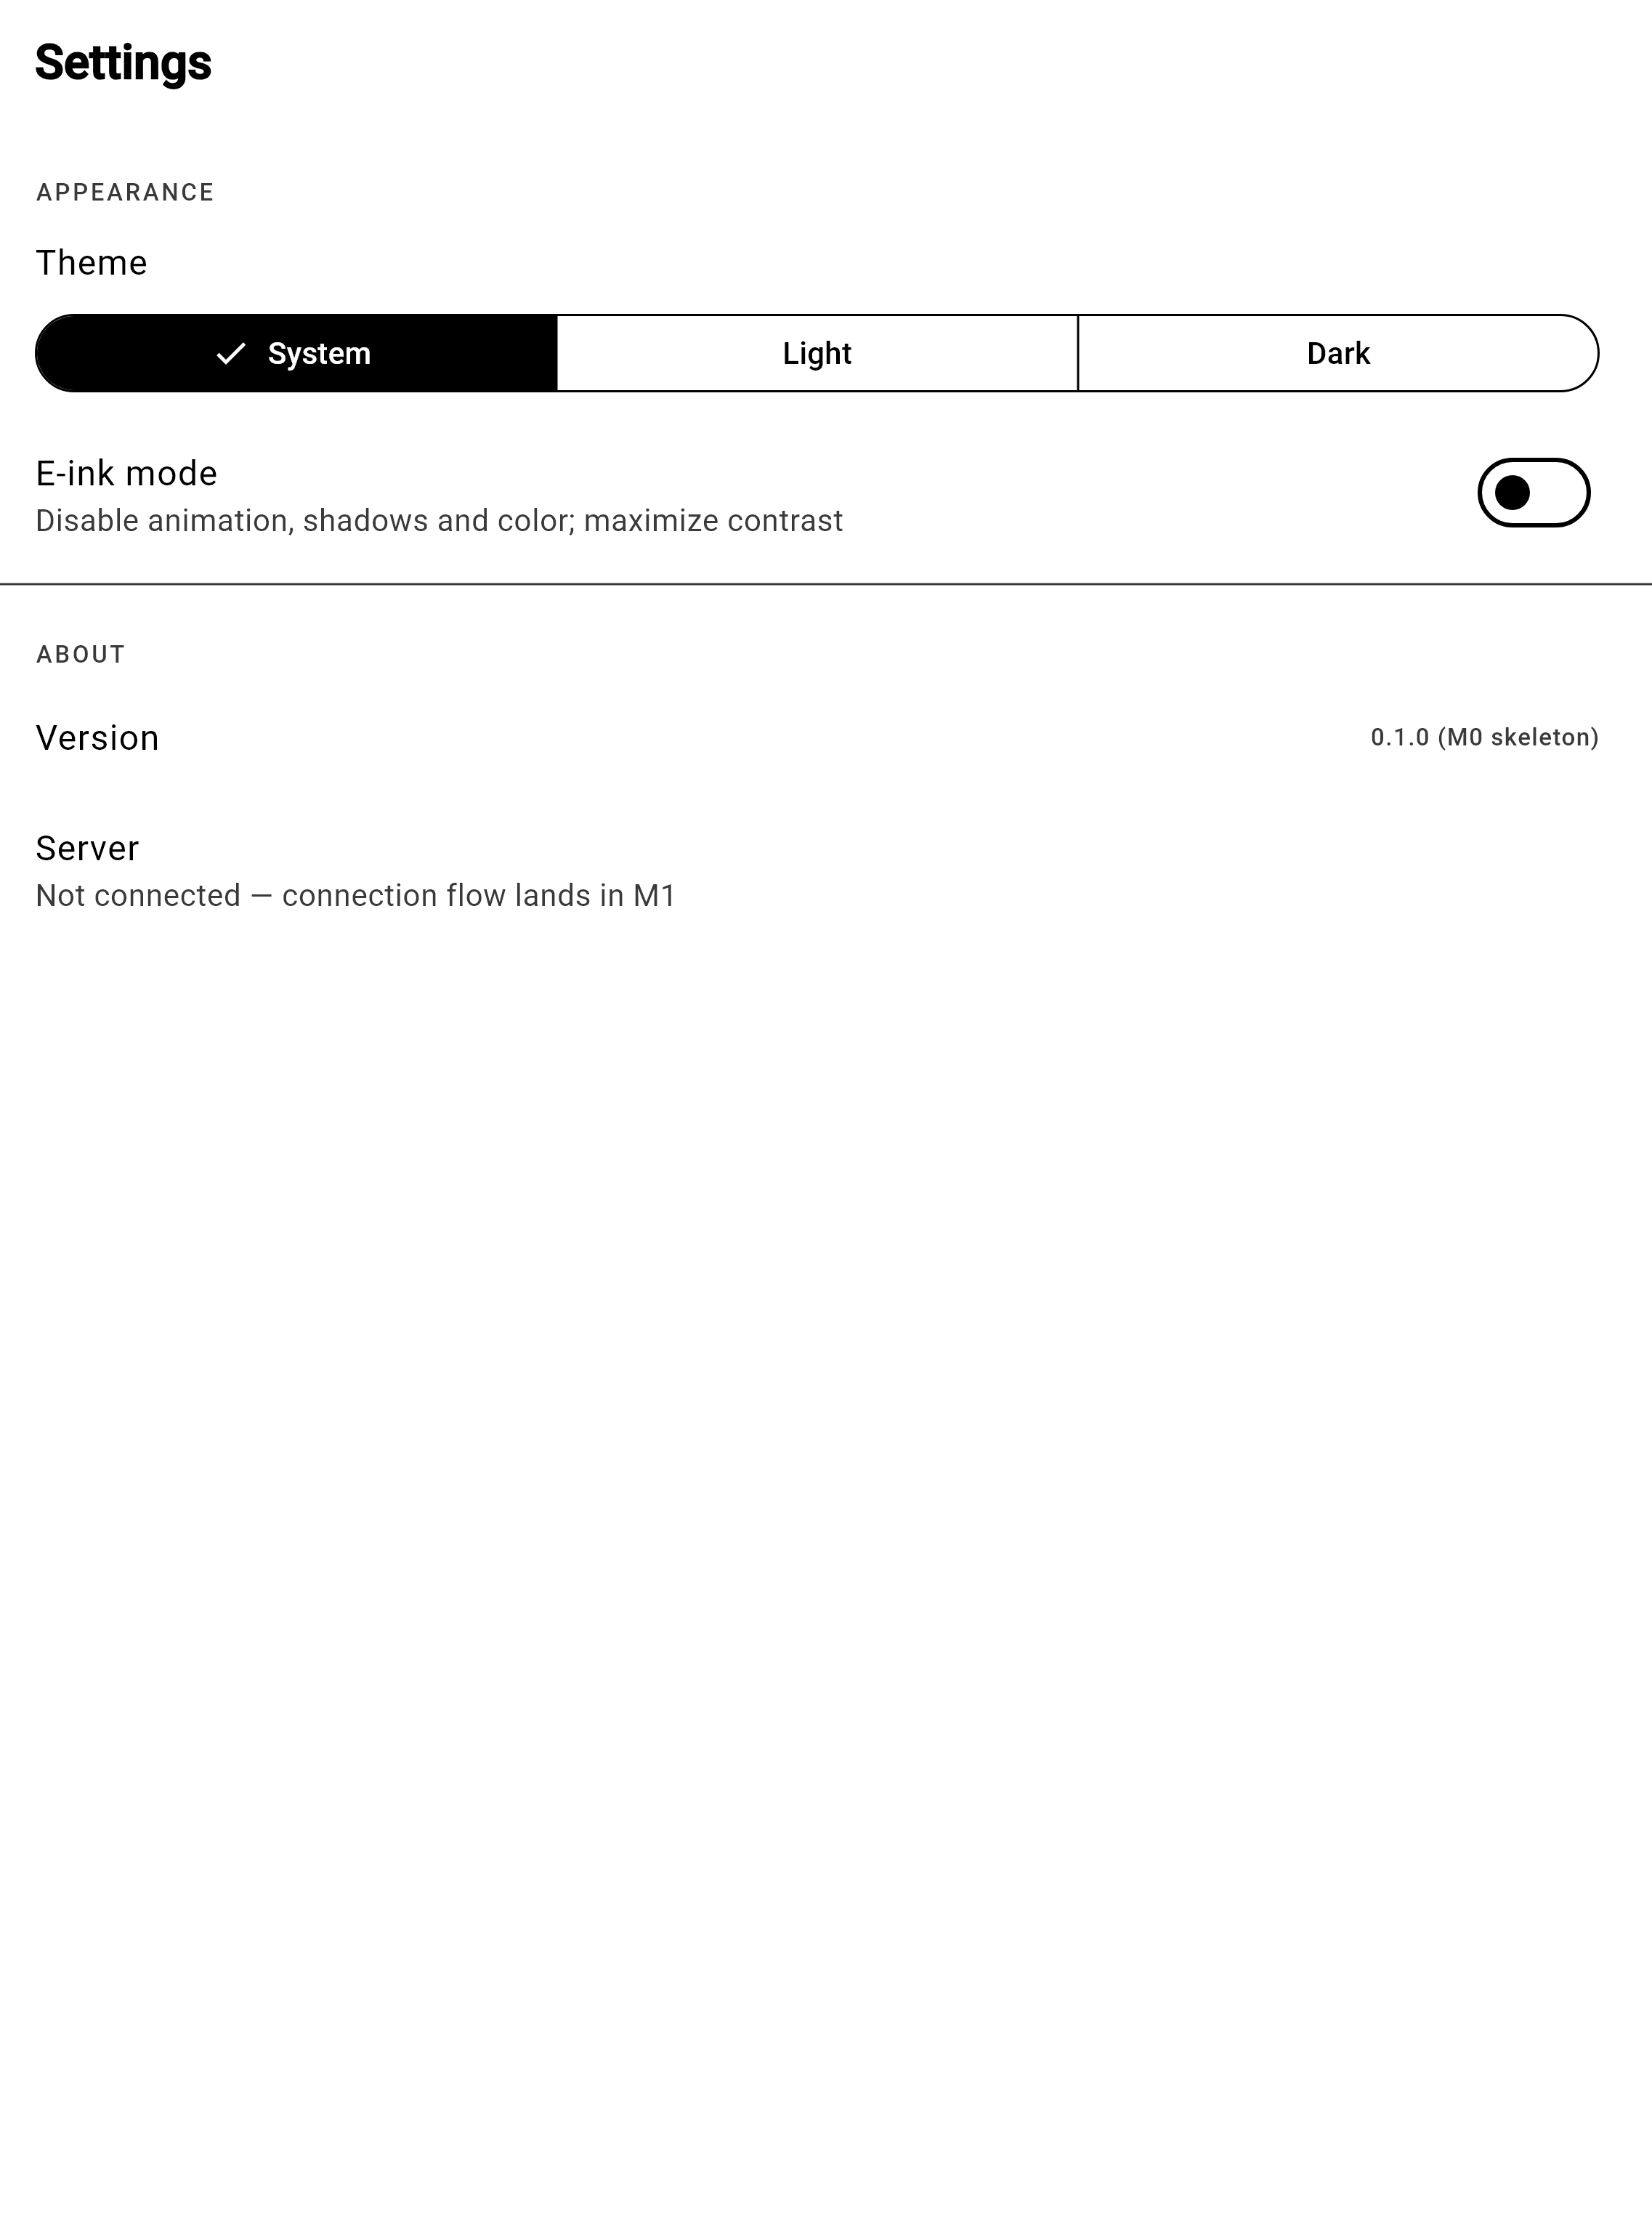 Settings
APPEARANCE
Theme
System Light Dark
E-ink mode
Disable animation, shadows and color; maximize contrast
ABOUT
Version 0.1.0 (M0 skeleton)
Server
Not connected — connection flow lands in M1